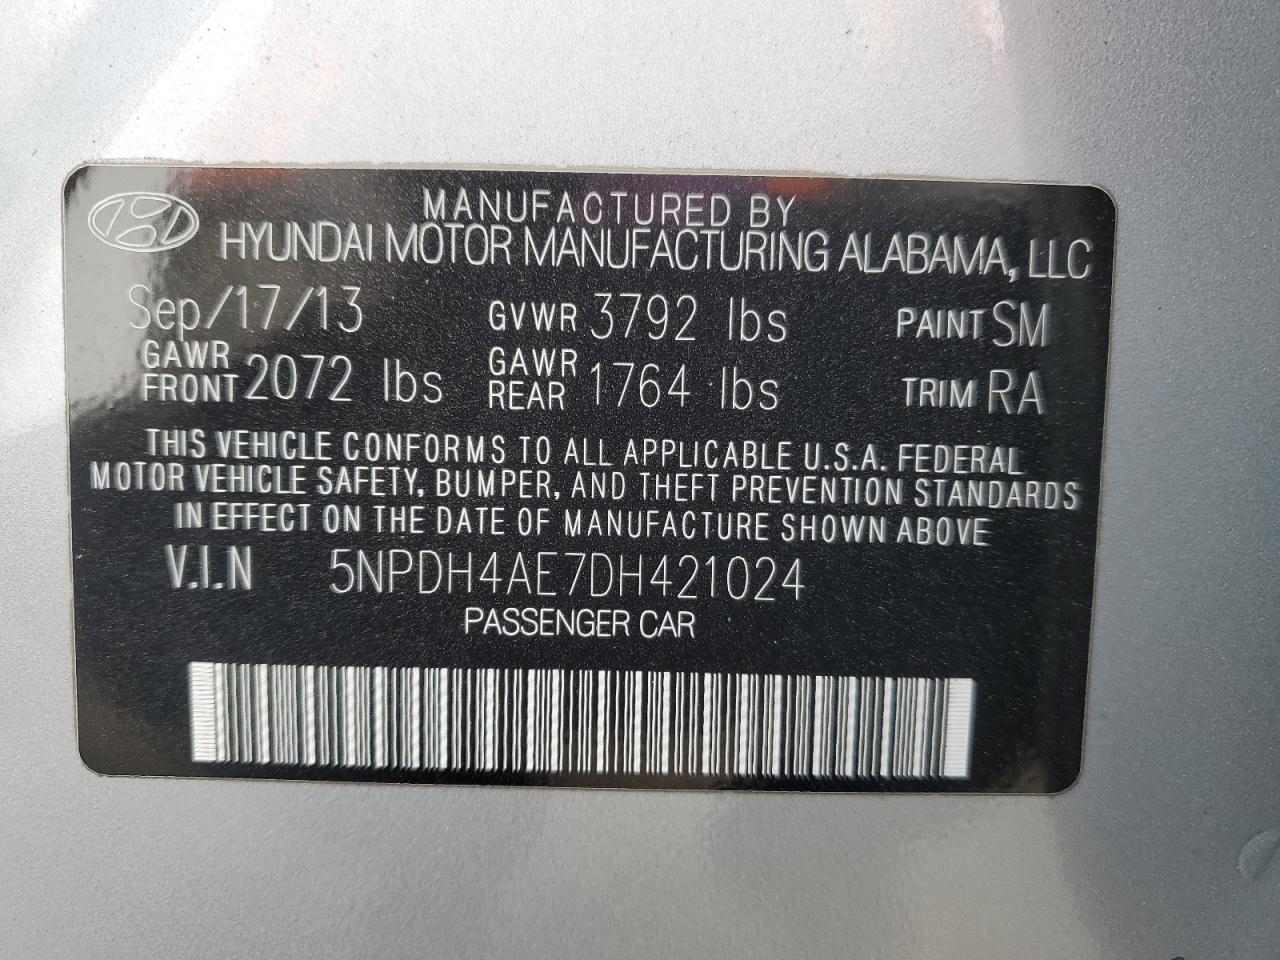 MANUFACTURED BY
HYUNDAI MOTOR MANUFACTURING ALABAMA, LLC
Sep/17/13 GVWR 3792 lbs PAINT SM
GAWR FRONT 2072 lbs GAWR REAR 1764 lbs TRIM RA
THIS VEHICLE CONFORMS TO ALL APPLICABLE U.S.A. FEDERAL
MOTOR VEHICLE SAFETY, BUMPER, AND THEFT PREVENTION STANDARDS
IN EFFECT ON THE DATE OF MANUFACTURE SHOWN ABOVE
V.I.N 5NPDH4AE7DH421024
PASSENGER CAR